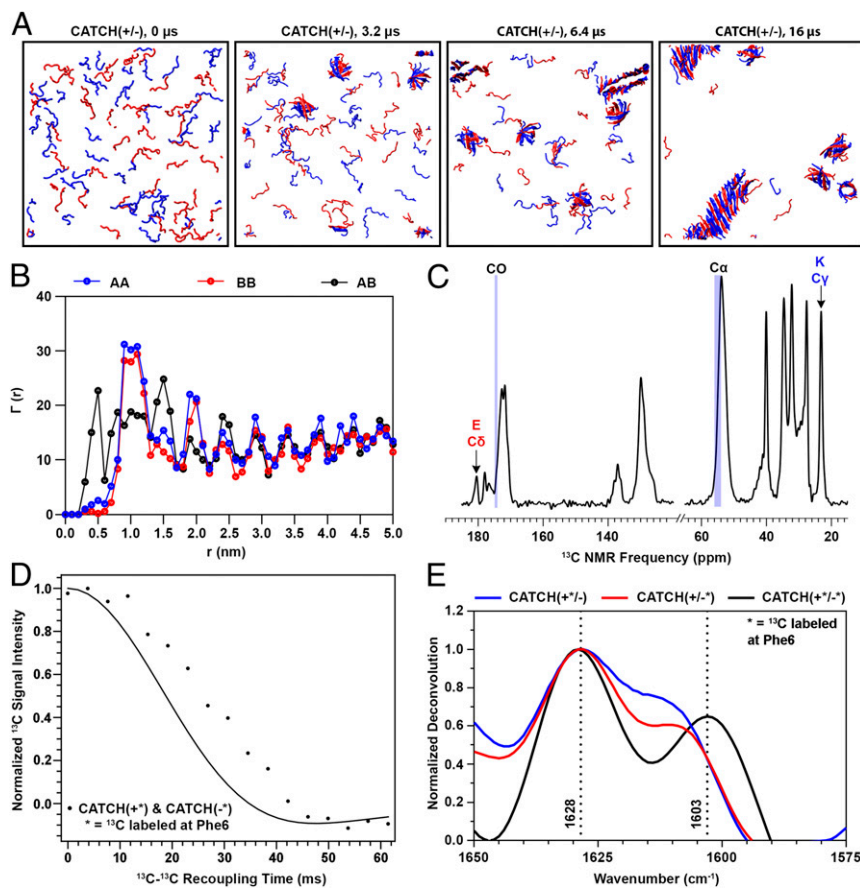 A
CATCH(+/-), 0 µs
CATCH(+/-), 3.2 µs
CATCH(+/-), 6.4 µs
CATCH(+/-), 16 µs
B
AA
BB
AB
Γ (r)
40
30
20
10
0
0.0 0.5 1.0 1.5 2.0 2.5 3.0 3.5 4.0 4.5 5.0
r (nm)
C
CO
Cα
K
Cγ
E
Cδ
180 160 140 120 60 40 20
¹³C NMR Frequency (ppm)
D
Normalized ¹³C Signal Intensity
1.0
0.8
0.6
0.4
0.2
0.0
• CATCH(+*) & CATCH(-*)
* = ¹³C labeled at Phe6
0 10 20 30 40 50 60
¹³C-¹³C Recoupling Time (ms)
E
CATCH(+*/-)
CATCH(+/-*)
CATCH(+*/-*)
* = ¹³C labeled
at Phe6
Normalized Deconvolution
1.2
1.0
0.8
0.6
0.4
0.2
0.0
1628
1603
1650 1625 1600 1575
Wavenumber (cm⁻¹)